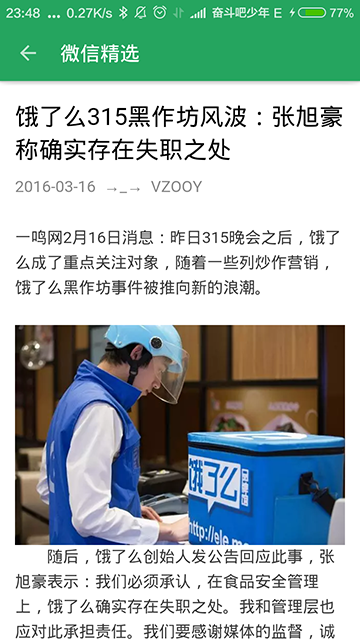 23:48 ... 0.27K/s 奋斗吧少年 E 77%
微信精选
饿了么315黑作坊风波：张旭豪
称确实存在失职之处
2016-03-16 →_→ VZOOY
一鸣网2月16日消息：昨日315晚会之后，饿了
么成了重点关注对象，随着一些列炒作营销，
饿了么黑作坊事件被推向新的浪潮。
饿了么
http://ele.me
随后，饿了么创始人发公告回应此事，张
旭豪表示：我们必须承认，在食品安全管理
上，饿了么确实存在失职之处。我和管理层也
应对此承担责任。我们要感谢媒体的监督，诚